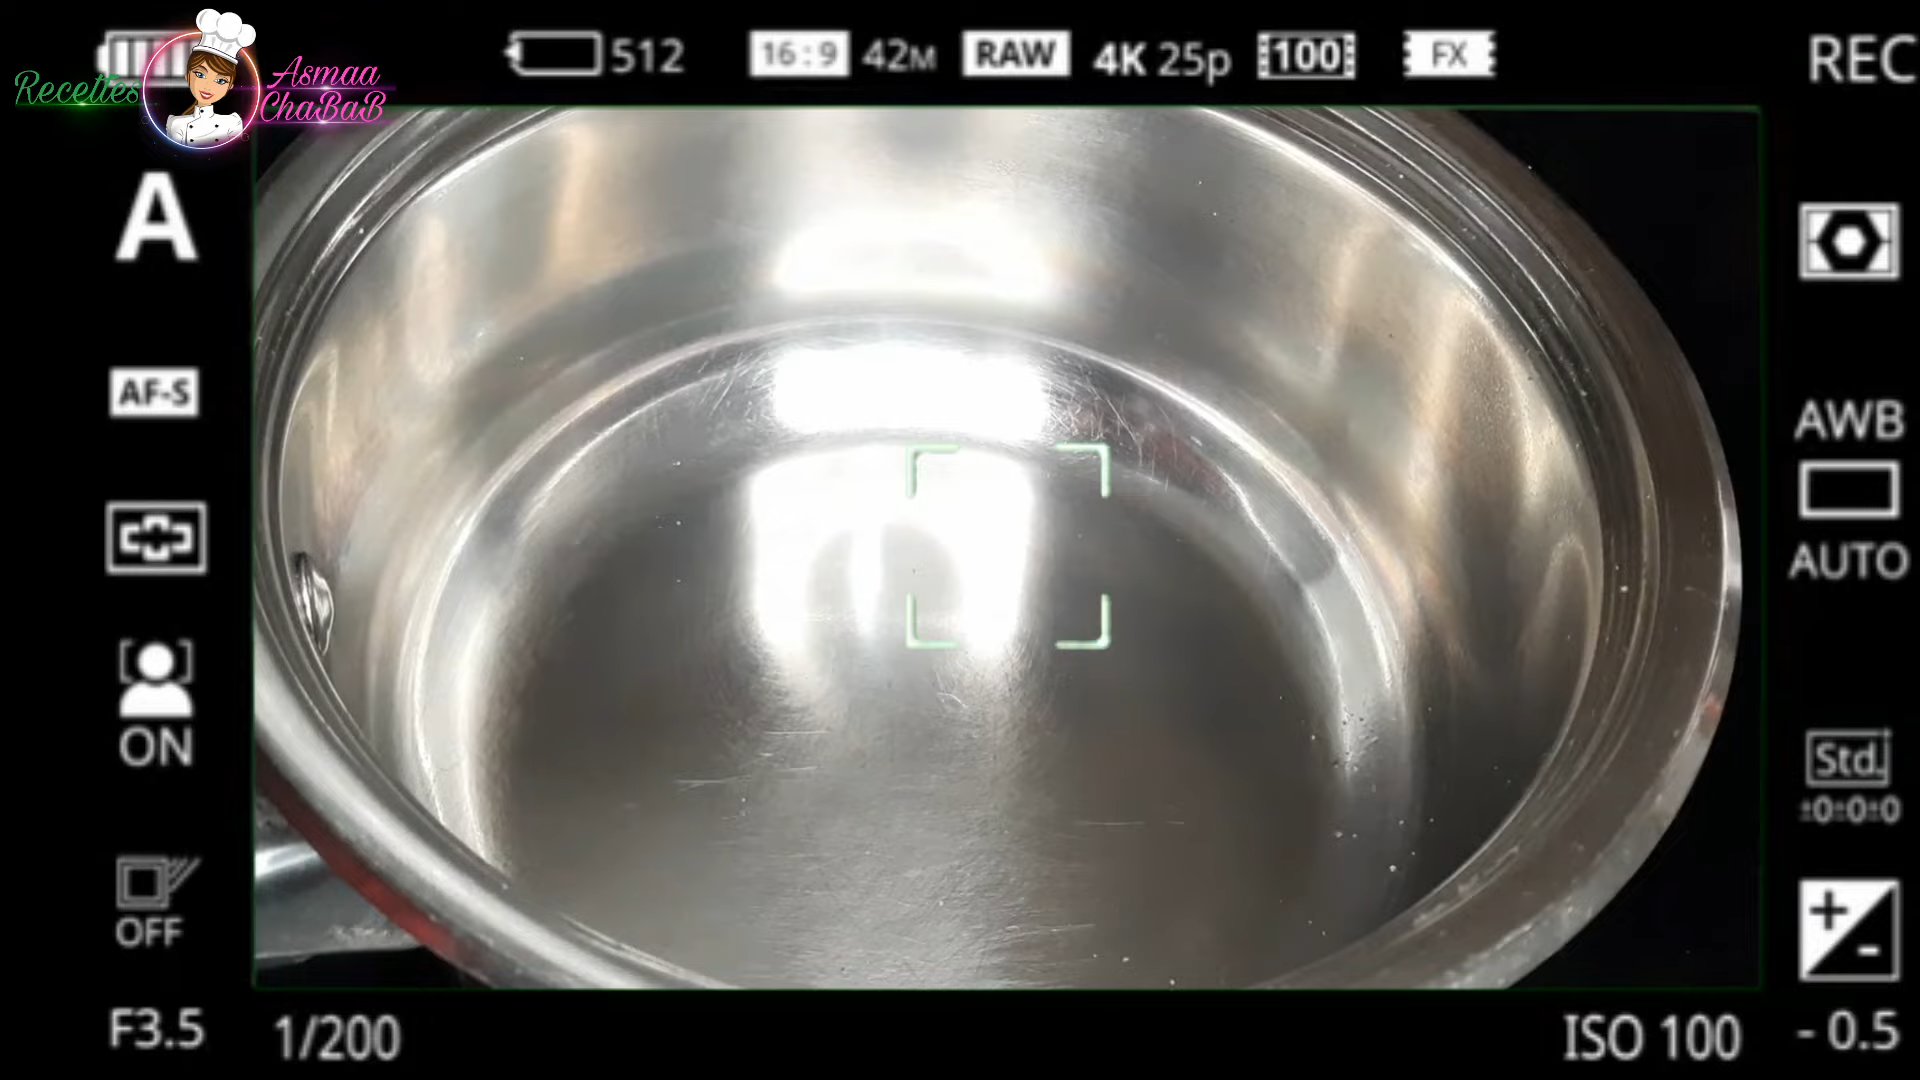 512
16:9
42M
RAW
4K 25p
100
FX
REC
Recettes
Asmaa
ChaBaB
A
AF-S
ON
OFF
F3.5
1/200
AWB
AUTO
Std.
±0±0±0
ISO 100
- 0.5